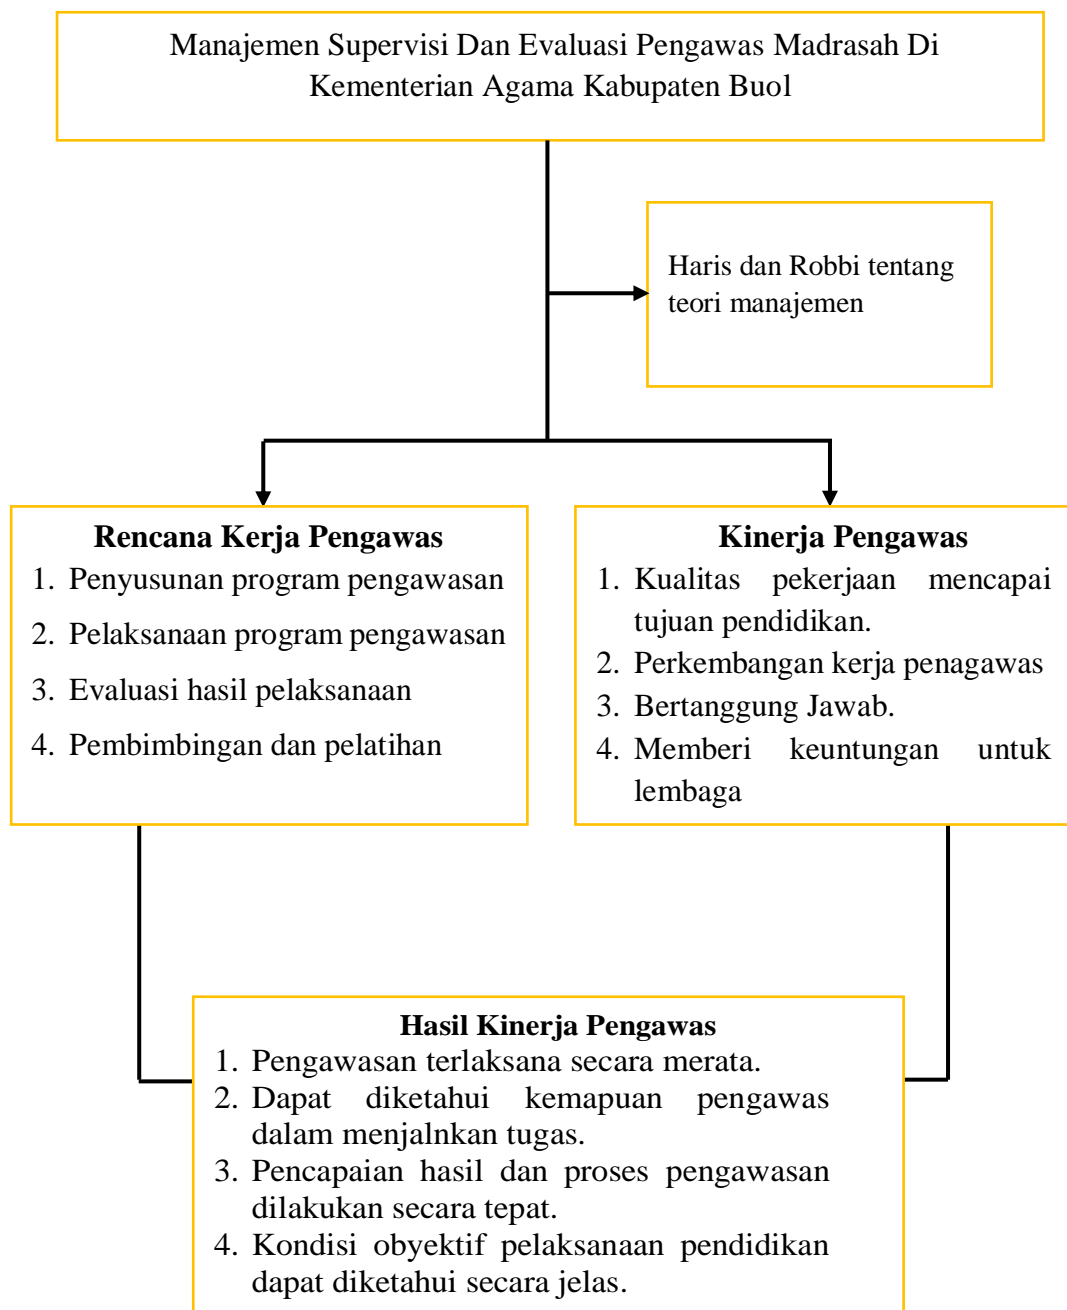 Manajemen Supervisi Dan Evaluasi Pengawas Madrasah Di
Kementerian Agama Kabupaten Buol
Haris dan Robbi tentang
teori manajemen
Rencana Kerja Pengawas
1. Penyusunan program pengawasan
2. Pelaksanaan program pengawasan
3. Evaluasi hasil pelaksanaan
4. Pembimbingan dan pelatihan
Kinerja Pengawas
1. Kualitas pekerjaan mencapai
tujuan pendidikan.
2. Perkembangan kerja penagawas
3. Bertanggung Jawab.
4. Memberi keuntungan untuk
lembaga
Hasil Kinerja Pengawas
1. Pengawasan terlaksana secara merata.
2. Dapat diketahui kemapuan pengawas
dalam menjalnkan tugas.
3. Pencapaian hasil dan proses pengawasan
dilakukan secara tepat.
4. Kondisi obyektif pelaksanaan pendidikan
dapat diketahui secara jelas.